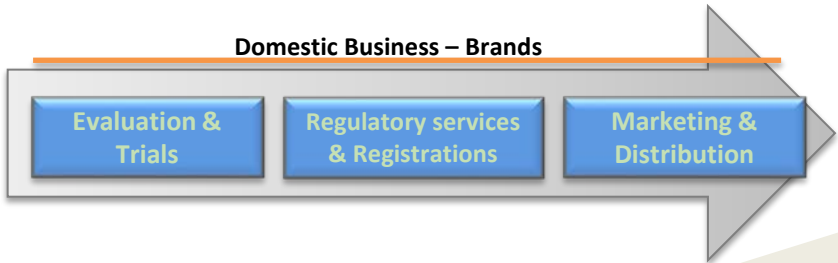 Domestic Business – Brands
Evaluation &
Trials
Regulatory services
& Registrations
Marketing &
Distribution